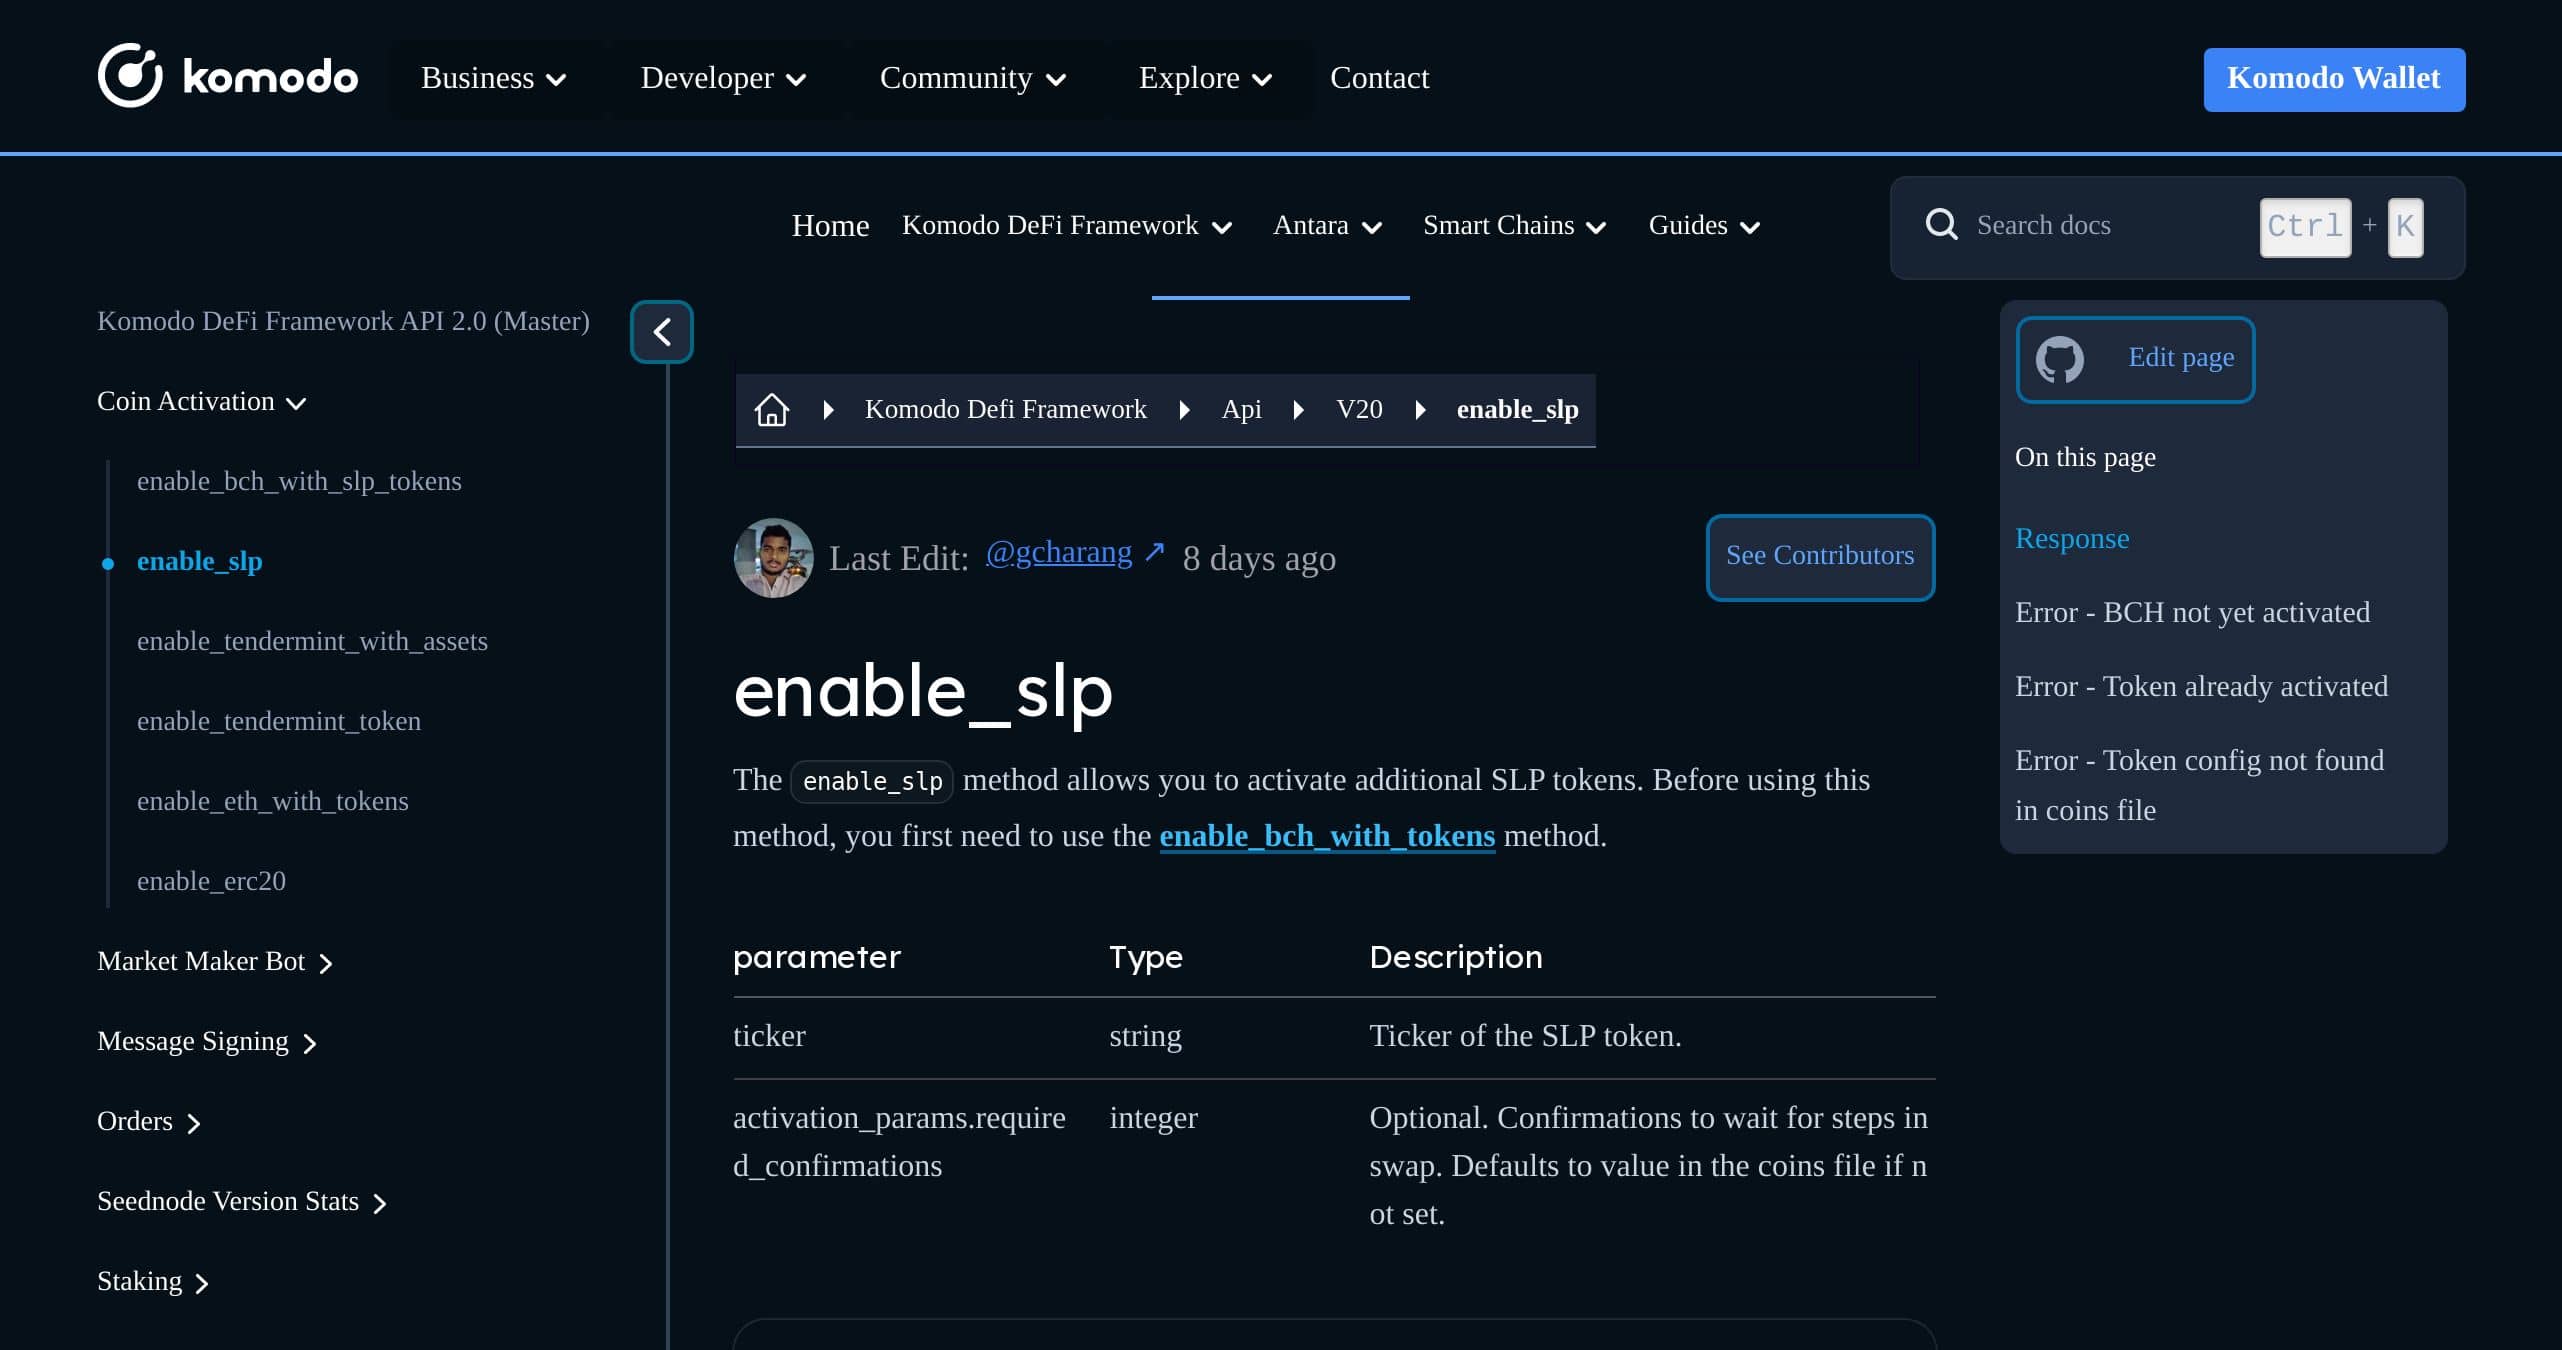 komodo
Business
Developer
Community
Explore
Contact
Komodo Wallet
Home
Komodo DeFi Framework
Antara
Smart Chains
Guides
Search docs
Ctrl + K
Komodo DeFi Framework API 2.0 (Master)
Coin Activation
enable_bch_with_slp_tokens
enable_slp
enable_tendermint_with_assets
enable_tendermint_token
enable_eth_with_tokens
enable_erc20
Market Maker Bot
Message Signing
Orders
Seednode Version Stats
Staking
Komodo Defi Framework
Api
V20
enable_slp
Last Edit: @gcharang ↗ 8 days ago
See Contributors
enable_slp
The enable_slp method allows you to activate additional SLP tokens. Before using this
method, you first need to use the enable_bch_with_tokens method.
parameter Type Description
ticker string Ticker of the SLP token.
activation_params.require integer Optional. Confirmations to wait for steps in
d_confirmations swap. Defaults to value in the coins file if n
ot set.
Edit page
On this page
Response
Error - BCH not yet activated
Error - Token already activated
Error - Token config not found
in coins file